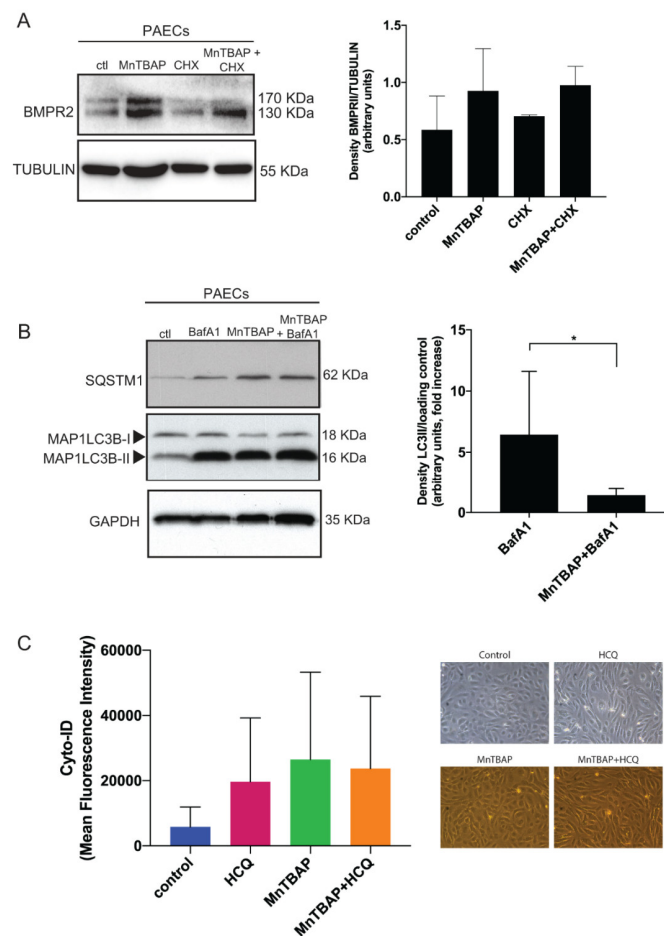 A
PAECs
ctl MnTBAP CHX MnTBAP + CHX
BMPR2
170 KDa
130 KDa
TUBULIN
55 KDa
Density BMPRII/TUBULIN
(arbitrary units)
1.5
1.0
0.5
0.0
control
MnTBAP
CHX
MnTBAP+CHX
B
PAECs
ctl BafA1 MnTBAP MnTBAP + BafA1
SQSTM1
62 KDa
MAP1LC3B-I
18 KDa
MAP1LC3B-II
16 KDa
GAPDH
35 KDa
Density LC3II/loading control
(arbitrary units, fold increase)
15
10
5
0
*
BafA1
MnTBAP+BafA1
C
Cyto-ID
(Mean Fluorescence Intensity)
60000
40000
20000
0
control
HCQ
MnTBAP
MnTBAP+HCQ
Control
HCQ
MnTBAP
MnTBAP+HCQ